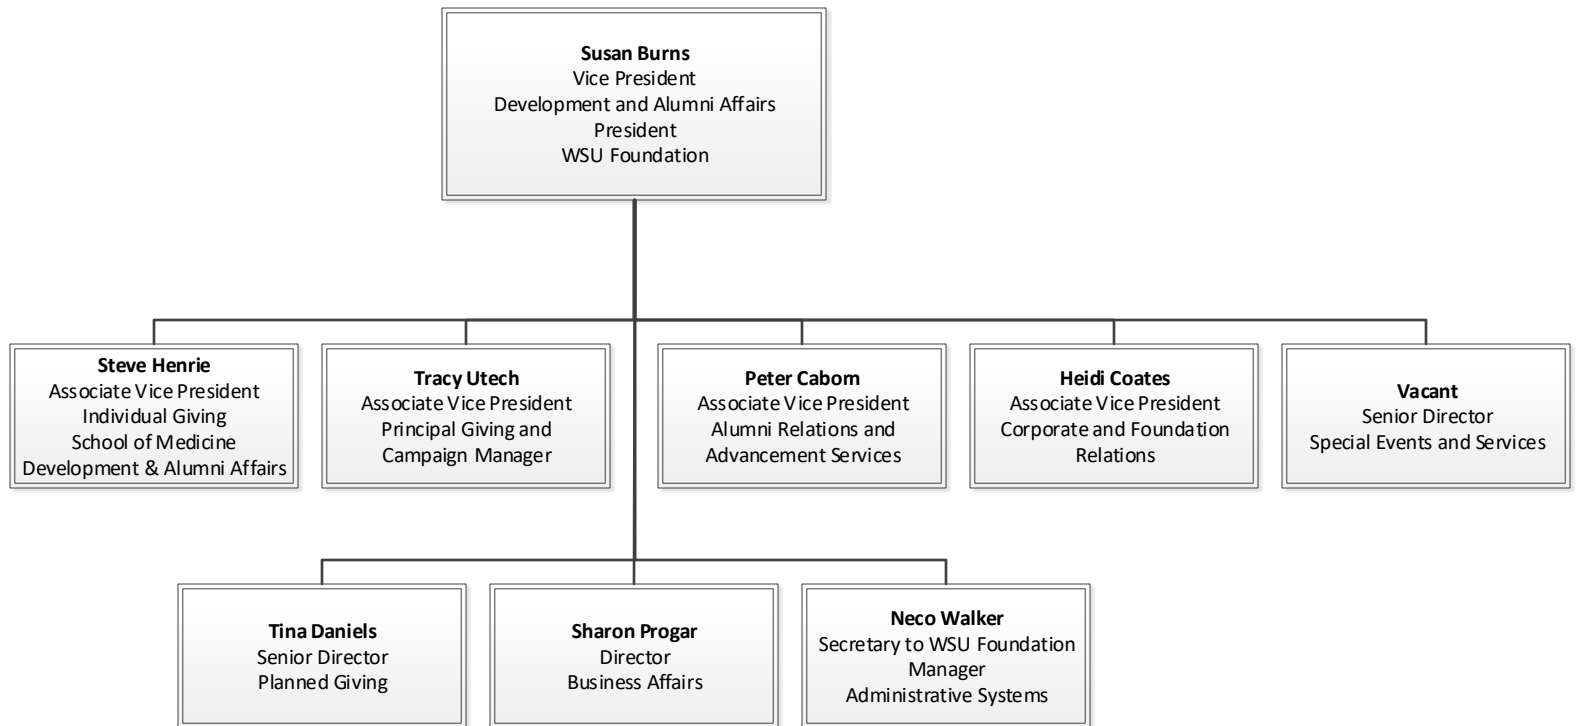 Susan Burns
Vice President
Development and Alumni Affairs
President
WSU Foundation
Steve Henrie
Associate Vice President
Individual Giving
School of Medicine
Development & Alumni Affairs
Tracy Utech
Associate Vice President
Principal Giving and
Campaign Manager
Peter Caborn
Associate Vice President
Alumni Relations and
Advancement Services
Heidi Coates
Associate Vice President
Corporate and Foundation
Relations
Vacant
Senior Director
Special Events and Services
Tina Daniels
Senior Director
Planned Giving
Sharon Progar
Director
Business Affairs
Neco Walker
Secretary to WSU Foundation
Manager
Administrative Systems